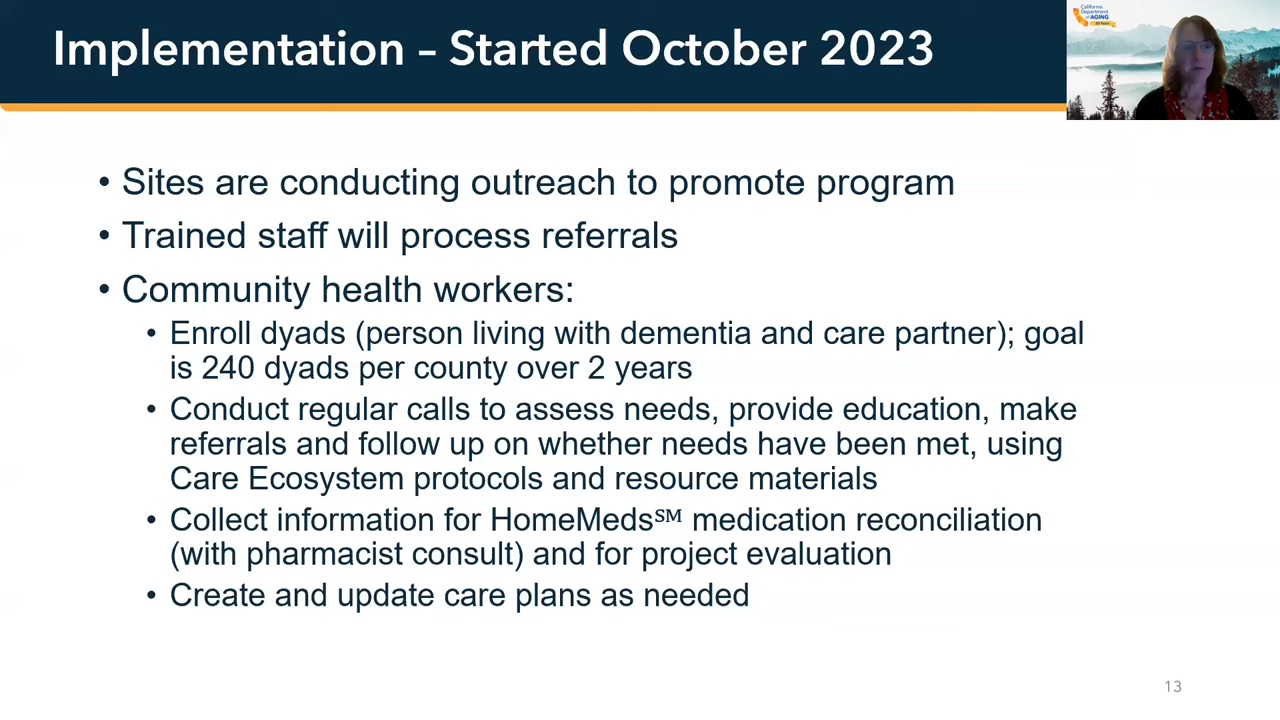 Implementation – Started October 2023
California
Department
of AGING
• Sites are conducting outreach to promote program
• Trained staff will process referrals
• Community health workers:
• Enroll dyads (person living with dementia and care partner); goal
is 240 dyads per county over 2 years
• Conduct regular calls to assess needs, provide education, make
referrals and follow up on whether needs have been met, using
Care Ecosystem protocols and resource materials
• Collect information for HomeMeds℠ medication reconciliation
(with pharmacist consult) and for project evaluation
• Create and update care plans as needed
13